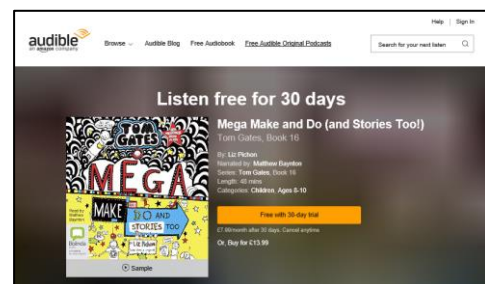 Help | Sign In
audible
an amazon company
Browse
Audible Blog
Free Audiobook
Free Audible Original Podcasts
Search for your next listen
Listen free for 30 days
Mega Make and Do (and Stories Too!)
Tom Gates, Book 16
By: Liz Pichon
Narrated by: Matthew Baynton
Series: Tom Gates, Book 16
Length: 48 mins
Categories: Children, Ages 8-10
Free with 30-day trial
£7.99/month after 30 days. Cancel anytime.
Or, Buy for £13.99
TOM
GATES
MEGA
MAKE
DO AND
STORIES TOO
Liz Pichon
Bolinda
Sample